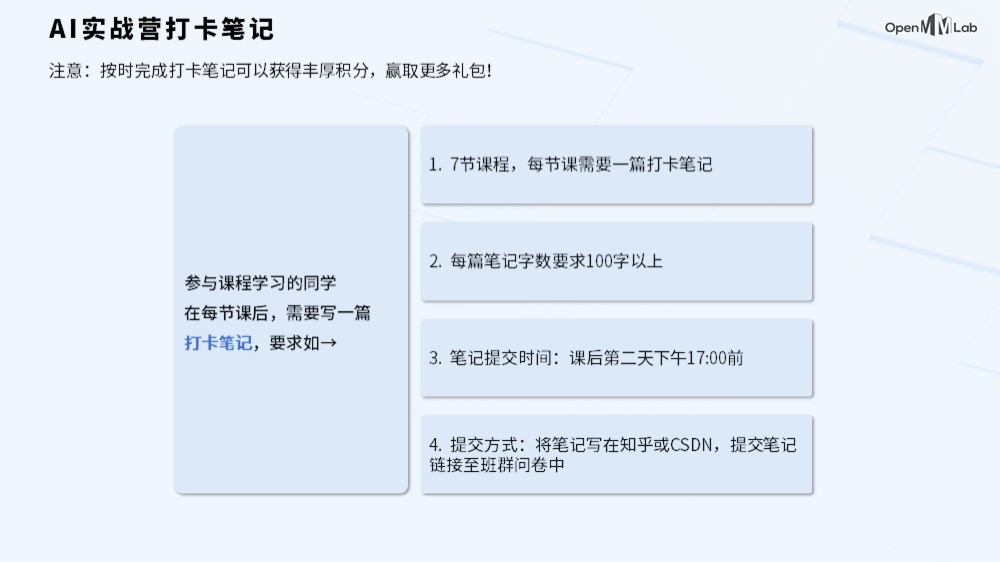 AI实战营打卡笔记
OpenMMLab
注意：按时完成打卡笔记可以获得丰厚积分，赢取更多礼包！
参与课程学习的同学
在每节课后，需要写一篇
打卡笔记，要求如→
1. 7节课程，每节课需要一篇打卡笔记
2. 每篇笔记字数要求100字以上
3. 笔记提交时间：课后第二天下午17:00前
4. 提交方式：将笔记写在知乎或CSDN，提交笔记
链接至班群问卷中